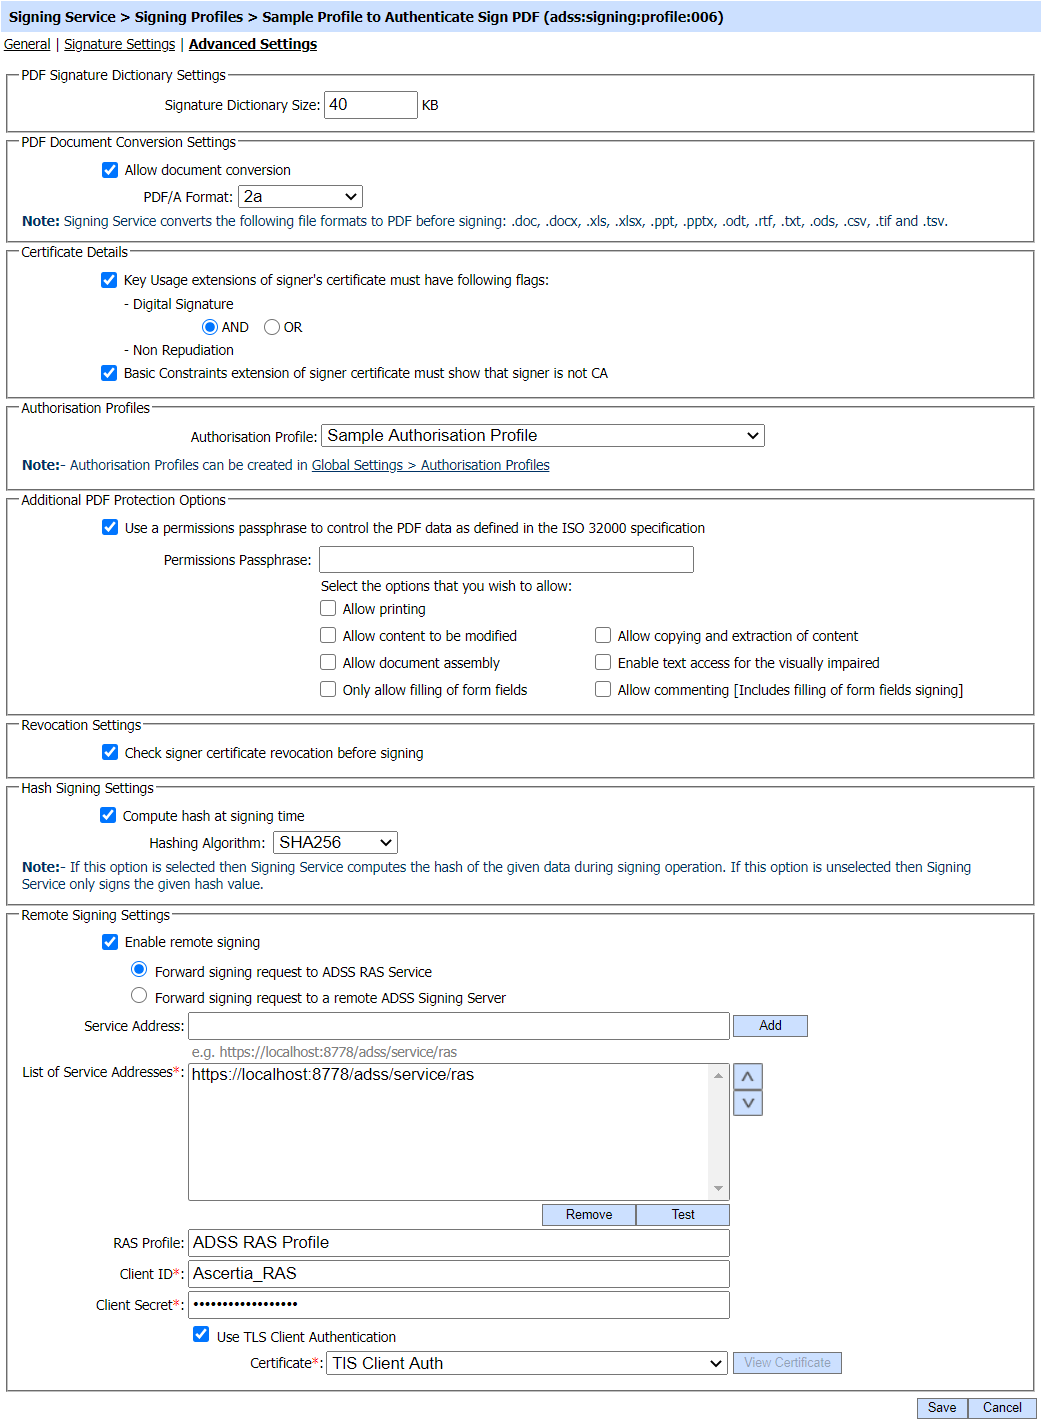 Signing Service > Signing Profiles > Sample Profile to Authenticate Sign PDF (adss:signing:profile:006)
General | Signature Settings | Advanced Settings
PDF Signature Dictionary Settings
Signature Dictionary Size: 40 KB
PDF Document Conversion Settings
Allow document conversion
PDF/A Format: 2a
Note: Signing Service converts the following file formats to PDF before signing: .doc, .docx, .xls, .xlsx, .ppt, .pptx, .odt, .rtf, .txt, .ods, .csv, .tif and .tsv.
Certificate Details
Key Usage extensions of signer's certificate must have following flags:
- Digital Signature
AND OR
- Non Repudiation
Basic Constraints extension of signer certificate must show that signer is not CA
Authorisation Profiles
Authorisation Profile: Sample Authorisation Profile
Note:- Authorisation Profiles can be created in Global Settings > Authorisation Profiles
Additional PDF Protection Options
Use a permissions passphrase to control the PDF data as defined in the ISO 32000 specification
Permissions Passphrase:
Select the options that you wish to allow:
Allow printing
Allow content to be modified Allow copying and extraction of content
Allow document assembly Enable text access for the visually impaired
Only allow filling of form fields Allow commenting [Includes filling of form fields signing]
Revocation Settings
Check signer certificate revocation before signing
Hash Signing Settings
Compute hash at signing time
Hashing Algorithm: SHA256
Note:- If this option is selected then Signing Service computes the hash of the given data during signing operation. If this option is unselected then Signing
Service only signs the given hash value.
Remote Signing Settings
Enable remote signing
Forward signing request to ADSS RAS Service
Forward signing request to a remote ADSS Signing Server
Service Address: Add
e.g. https://localhost:8778/adss/service/ras
List of Service Addresses*: https://localhost:8778/adss/service/ras
Remove Test
RAS Profile: ADSS RAS Profile
Client ID*: Ascertia_RAS
Client Secret*: ••••••••••••••••••
Use TLS Client Authentication
Certificate*: TIS Client Auth View Certificate
Save Cancel